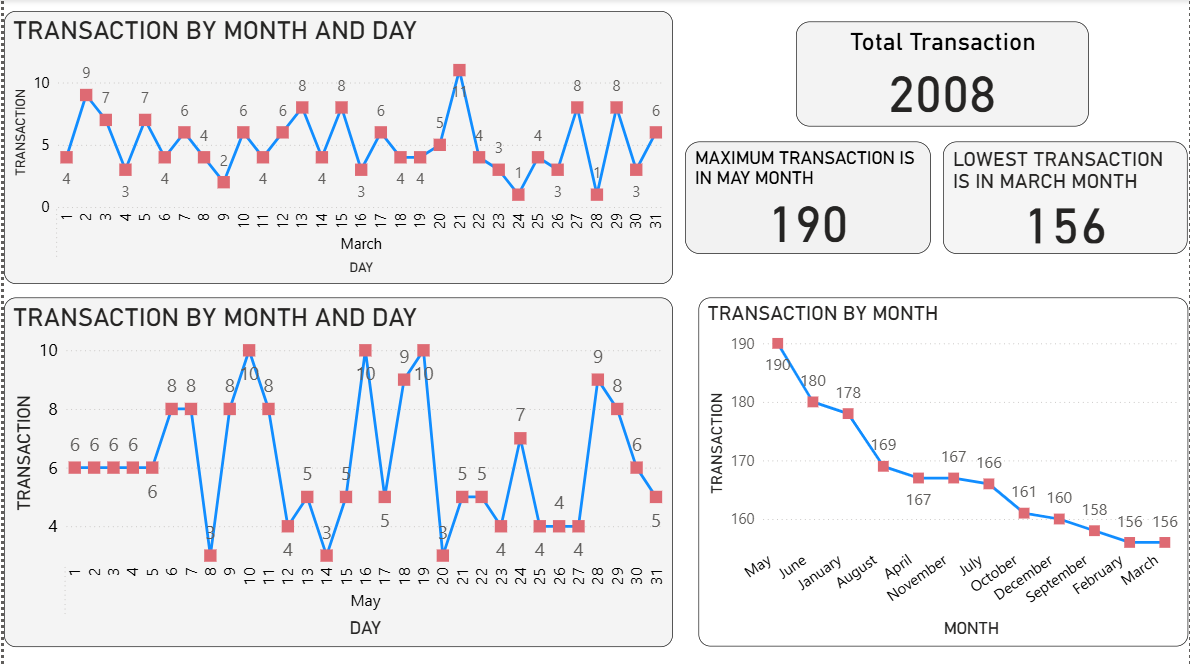 TRANSACTION BY MONTH AND DAY
TRANSACTION
10
5
0
4
9
7
3
7
4
6
4
2
6
4
6
8
4
8
3
6
4
4
5
11
4
3
1
4
3
8
1
8
3
6
1 2 3 4 5 6 7 8 9 10 11 12 13 14 15 16 17 18 19 20 21 22 23 24 25 26 27 28 29 30 31
March
DAY
Total Transaction
2008
MAXIMUM TRANSACTION IS
IN MAY MONTH
190
LOWEST TRANSACTION
IS IN MARCH MONTH
156
TRANSACTION BY MONTH AND DAY
TRANSACTION
10
8
6
4
6
6
6
6
6
8
8
3
8
10
8
4
5
3
5
10
5
9
10
3
5
5
4
7
4
4
4
9
8
6
5
1 2 3 4 5 6 7 8 9 10 11 12 13 14 15 16 17 18 19 20 21 22 23 24 25 26 27 28 29 30 31
May
DAY
TRANSACTION BY MONTH
TRANSACTION
190
180
170
160
190
180
178
169
167
167
166
161
160
158
156
156
May
June
January
August
April
November
July
October
December
September
February
March
MONTH